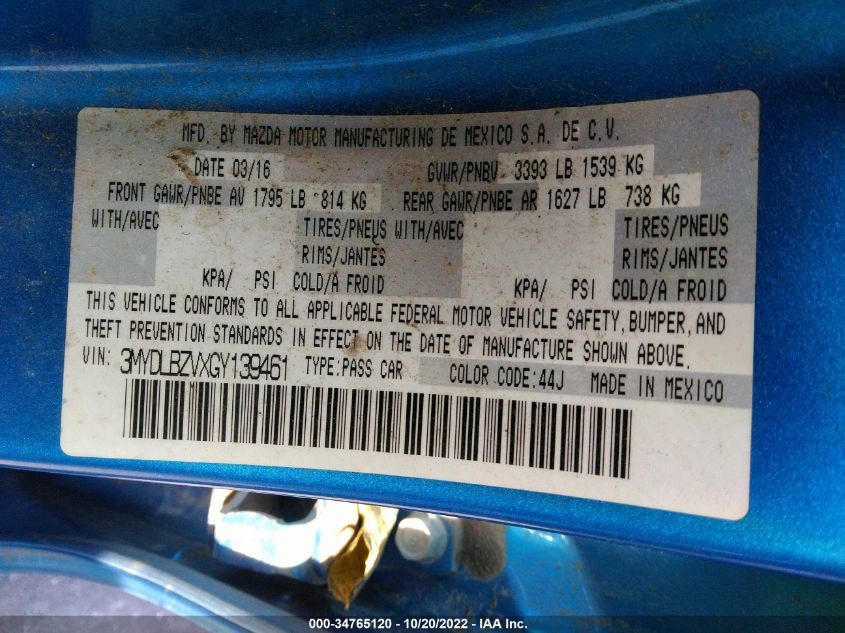 MFD. BY MAZDA MOTOR MANUFACTURING DE MEXICO S.A. DE C.V.
DATE 03/16 GVWR/PNBV 3393 LB 1539 KG
FRONT GAWR/PNBE AV 1795 LB 814 KG REAR GAWR/PNBE AR 1627 LB 738 KG
WITH/AVEC TIRES/PNEUS WITH/AVEC TIRES/PNEUS
RIMS/JANTES RIMS/JANTES
KPA/ PSI COLD/A FROID KPA/ PSI COLD/A FROID
THIS VEHICLE CONFORMS TO ALL APPLICABLE FEDERAL MOTOR VEHICLE SAFETY, BUMPER, AND
THEFT PREVENTION STANDARDS IN EFFECT ON THE DATE OF MANUFACTURE SHOWN ABOVE.
VIN: 3MYDLBZVXGY139461 TYPE:PASS CAR COLOR CODE:44J MADE IN MEXICO
000-34765120 | 10/20/2022 - IAA Inc.